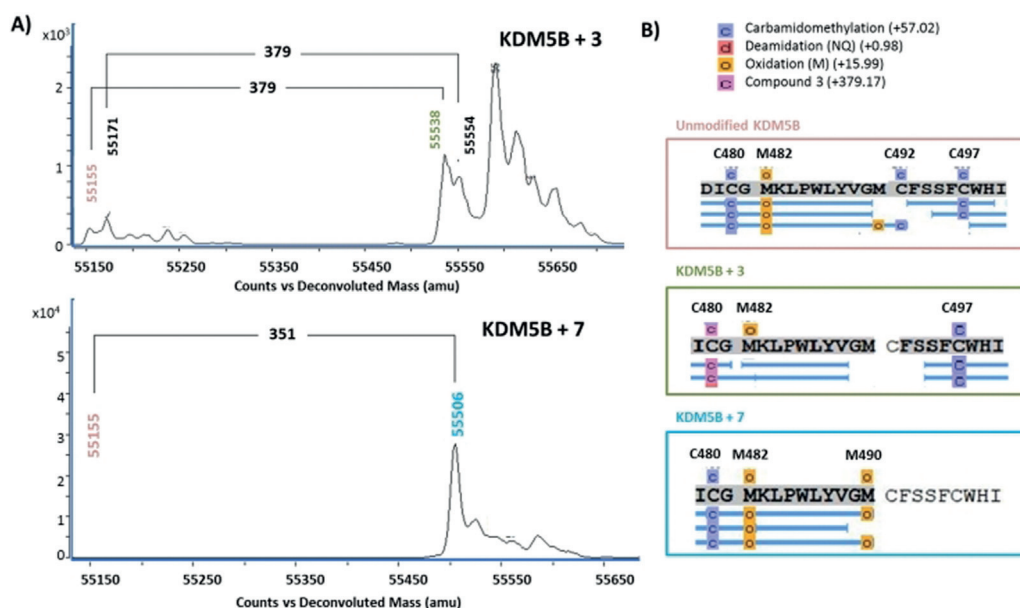 A)
x10³
KDM5B + 3
379
379
55155
55171
55538
55554
2
1
0
55150 55250 55350 55450 55550 55650
Counts vs Deconvoluted Mass (amu)
x10⁴
KDM5B + 7
351
55155
55506
5
4
3
2
1
0
55150 55250 55350 55450 55550 55650
Counts vs Deconvoluted Mass (amu)
B)
C Carbamidomethylation (+57.02)
d Deamidation (NQ) (+0.98)
o Oxidation (M) (+15.99)
C Compound 3 (+379.17)
Unmodified KDM5B
C480 M482 C492 C497
c o c c
DICG MKLPWLYVGM CFSSFCWHI
c o c
c o c
c o o c
KDM5B + 3
C480 M482 C497
c o c
ICG MKLPWLYVGM CFSSFCWHI
c c
c c
KDM5B + 7
C480 M482 M490
c o o
ICG MKLPWLYVGM CFSSFCWHI
c o o
c o
c o o